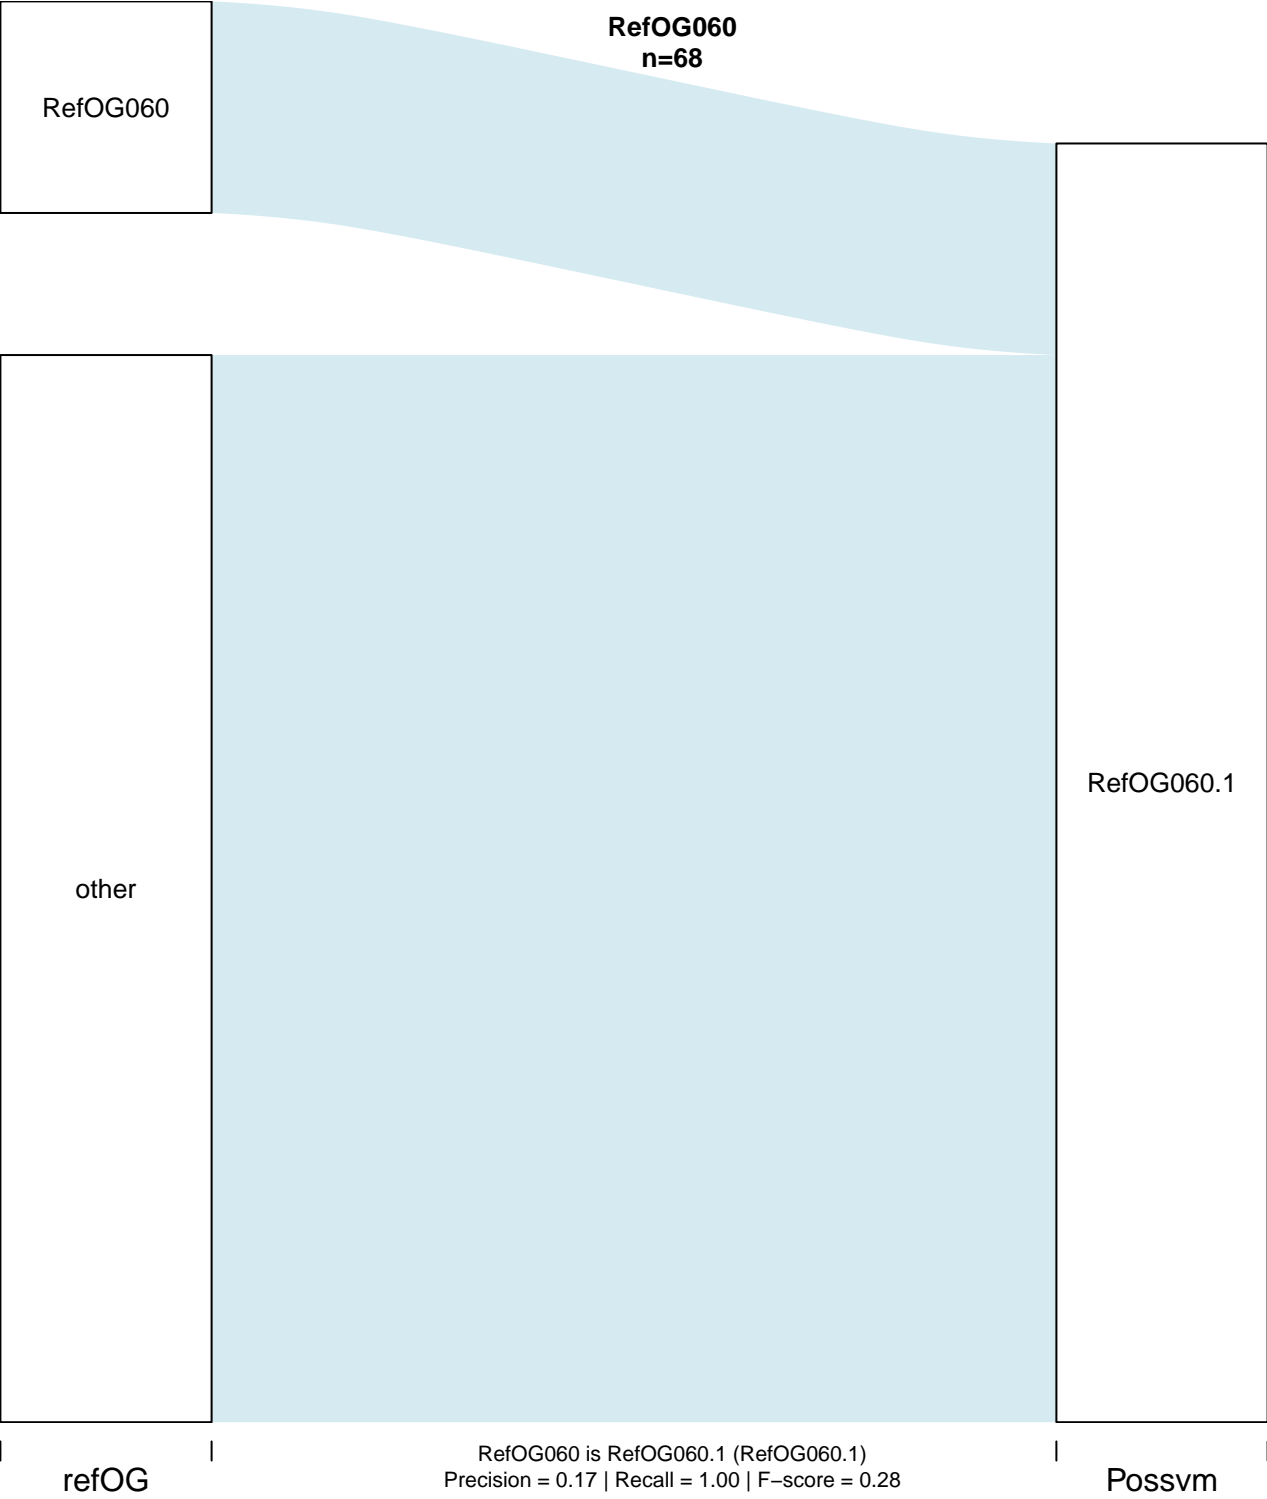 RefOG060
n=68
RefOG060
RefOG060.1
other
RefOG060 is RefOG060.1 (RefOG060.1)
Precision = 0.17 | Recall = 1.00 | F−score = 0.28
refOG
Possvm